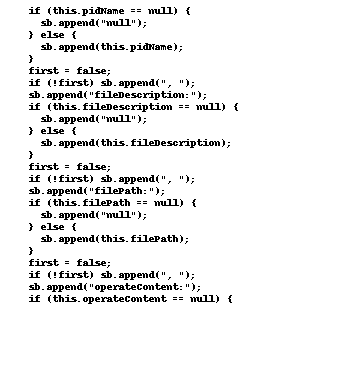 if (this.pidName == null) {
sb.append("null");
} else {
sb.append(this.pidName);
}
first = false;
if (!first) sb.append(", ");
sb.append("fileDescription:");
if (this.fileDescription == null) {
sb.append("null");
} else {
sb.append(this.fileDescription);
}
first = false;
if (!first) sb.append(", ");
sb.append("filePath:");
if (this.filePath == null) {
sb.append("null");
} else {
sb.append(this.filePath);
}
first = false;
if (!first) sb.append(", ");
sb.append("operateContent:");
if (this.operateContent == null) {